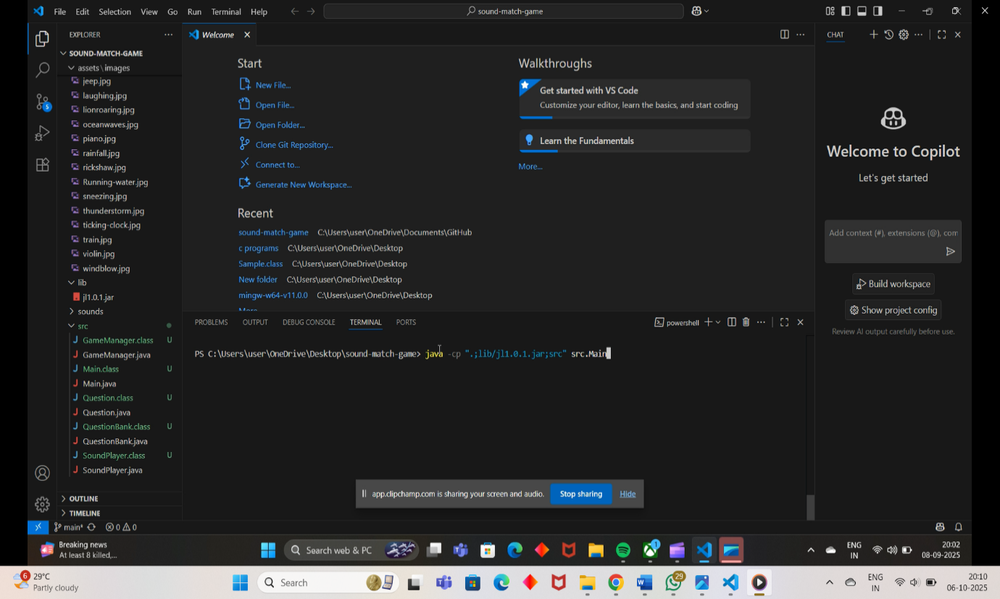 File Edit Selection View Go Run Terminal Help
sound-match-game
EXPLORER
SOUND-MATCH-GAME
assets \ images
jeep.jpg
laughing.jpg
lionroaring.jpg
oceanwaves.jpg
piano.jpg
rainfall.jpg
rickshaw.jpg
Running-water.jpg
sneezing.jpg
thunderstorm.jpg
ticking-clock.jpg
train.jpg
violin.jpg
windblow.jpg
lib
jl1.0.1.jar
sounds
src
GameManager.class U
GameManager.java
Main.class U
Main.java
Question.class U
Question.java
QuestionBank.class U
QuestionBank.java
SoundPlayer.class U
SoundPlayer.java
OUTLINE
TIMELINE
5
Welcome
Start
New File...
Open File...
Open Folder...
Clone Git Repository...
Connect to...
Generate New Workspace...
Recent
sound-match-game C:\Users\user\OneDrive\Documents\GitHub
c programs C:\Users\user\OneDrive\Desktop
Sample.class C:\Users\user\OneDrive\Desktop
New folder C:\Users\user\OneDrive\Desktop
mingw-w64-v11.0.0 C:\Users\user\OneDrive\Desktop
More...
Walkthroughs
Get started with VS Code
Customize your editor, learn the basics, and start coding
Learn the Fundamentals
More...
PROBLEMS OUTPUT DEBUG CONSOLE TERMINAL PORTS
powershell
PS C:\Users\user\OneDrive\Desktop\sound-match-game> java -cp ".;lib/jl1.0.1.jar;src" src.Main
CHAT
Welcome to Copilot
Let's get started
Add context (#), extensions (@), com
Build workspace
Show project config
Review AI output carefully before use.
app.clipchamp.com is sharing your screen and audio. Stop sharing Hide
main* 0 0
Breaking news
At least 8 killed,...
Search web & PC
1
ENG
IN
20:02
08-09-2025
6
29°C
Partly cloudy
Search
29
ENG
IN
20:10
06-10-2025